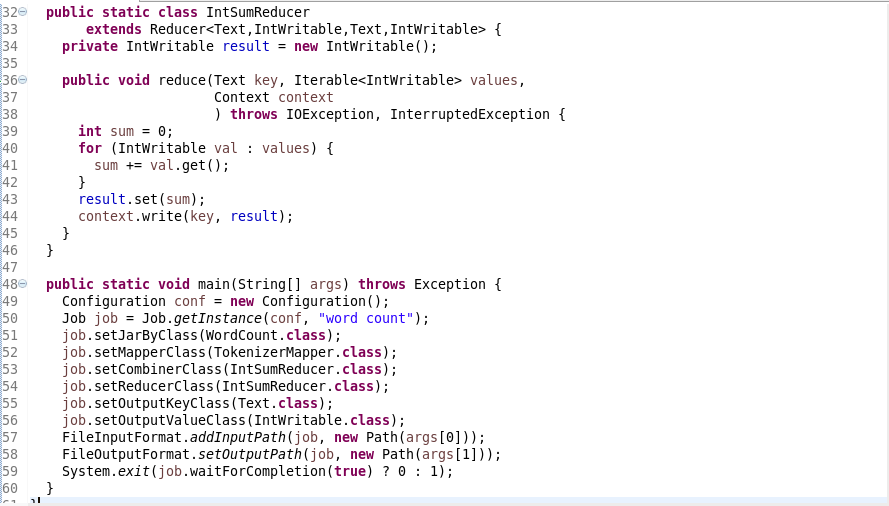 32 public static class IntSumReducer
33      extends Reducer<Text,IntWritable,Text,IntWritable> {
34   private IntWritable result = new IntWritable();
35
36   public void reduce(Text key, Iterable<IntWritable> values,
37                      Context context
38                      ) throws IOException, InterruptedException {
39     int sum = 0;
40     for (IntWritable val : values) {
41       sum += val.get();
42     }
43     result.set(sum);
44     context.write(key, result);
45   }
46 }
47
48 public static void main(String[] args) throws Exception {
49   Configuration conf = new Configuration();
50   Job job = Job.getInstance(conf, "word count");
51   job.setJarByClass(WordCount.class);
52   job.setMapperClass(TokenizerMapper.class);
53   job.setCombinerClass(IntSumReducer.class);
54   job.setReducerClass(IntSumReducer.class);
55   job.setOutputKeyClass(Text.class);
56   job.setOutputValueClass(IntWritable.class);
57   FileInputFormat.addInputPath(job, new Path(args[0]));
58   FileOutputFormat.setOutputPath(job, new Path(args[1]));
59   System.exit(job.waitForCompletion(true) ? 0 : 1);
60 }
61 }